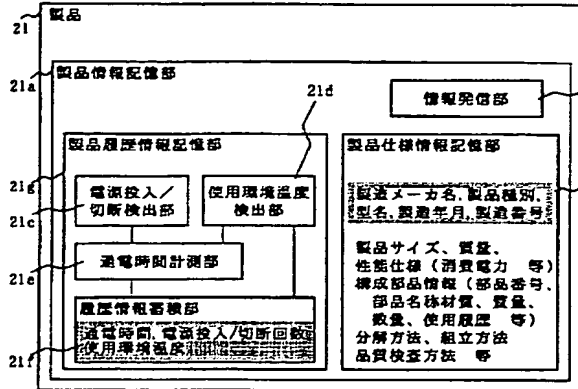 21
製品
21a
製品情報記憶部
21d
情報発信部
製品履歴情報記憶部
製品仕様情報記憶部
21g
電源投入／
切断検出部
使用環境温度
検出部
21c
製造メーカ名、製品種別、
型名、製造年月、製造番号
21e
通電時間計測部
製品サイズ、質量、
性能仕様（消費電力 等）
構成部品情報（部品番号、
部品名称材質、質量、
数量、使用履歴 等）
分解方法、組立方法
品質検査方法 等
履歴情報蓄積部
通電時間、電源投入/切断回数
使用環境温度
21f